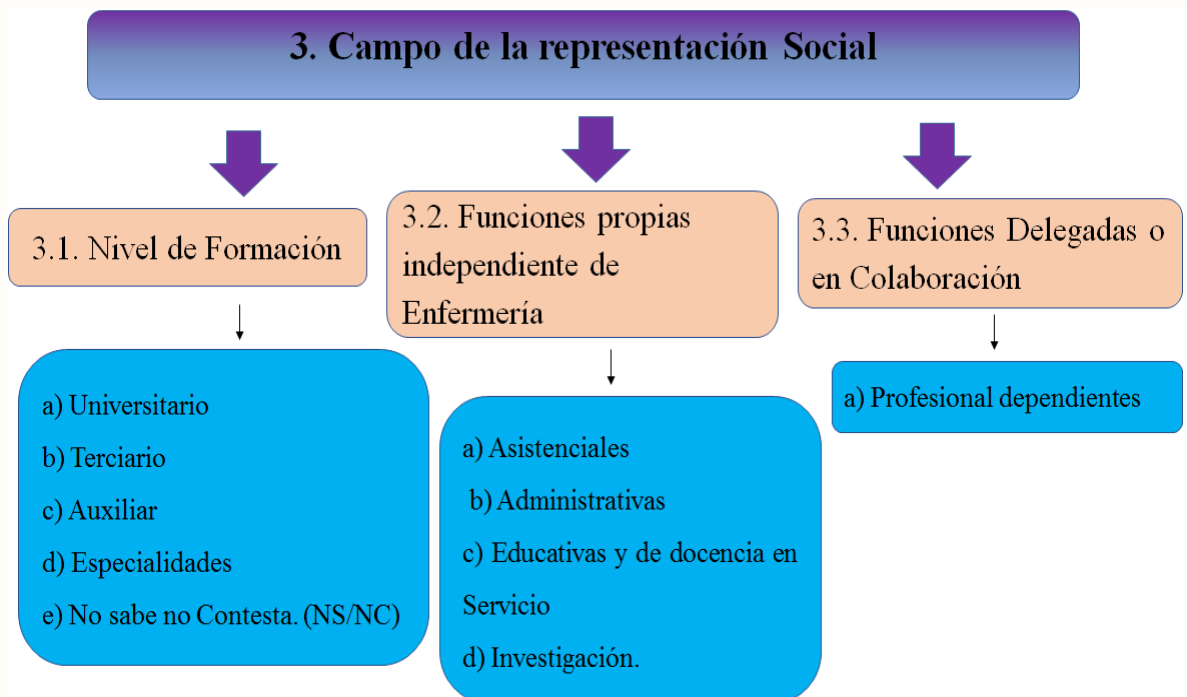 3. Campo de la representación Social
3.1. Nivel de Formación
a) Universitario
b) Terciario
c) Auxiliar
d) Especialidades
e) No sabe no Contesta. (NS/NC)
3.2. Funciones propias
independiente de
Enfermería
a) Asistenciales
b) Administrativas
c) Educativas y de docencia en
Servicio
d) Investigación.
3.3. Funciones Delegadas o
en Colaboración
a) Profesional dependientes